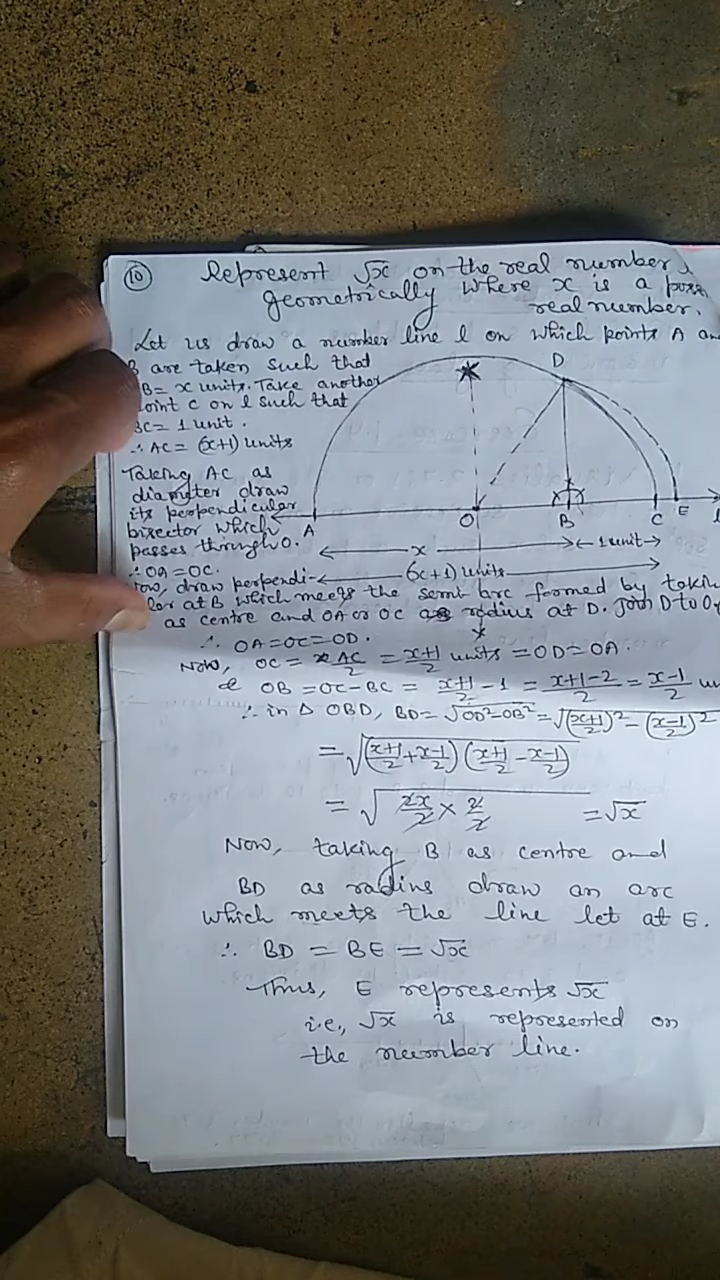 10 Represent √x on the real number
geometrically where x is a
real number.
Let us draw a number line l on which points A
B are taken such that
B = x units. Take another
oint C on l such that
BC = 1 unit.
∴ AC = (x+1) units
Taking AC as
diameter draw
its perpendicular
bisector which
passes through O.
∴ OA = OC.
D
A O B C E
x 1 unit
(x+1) units
draw perpendi-
at B which meets the semi arc formed by
as centre and OA or OC as radius at D. Join D to O
∴ OA = OC = OD.
Now, OC = AC/2 = x+1/2 units = OD = OA.
& OB = OC - BC = x+1/2 - 1 = x+1-2/2 = x-1/2
∴ in Δ OBD, BD = √OD² - OB² = √(x+1/2)² - (x-1/2)²
= √(x+1/2 + x-1/2) (x+1/2 - x-1/2)
= √2x/2 × 2/2 = √x
Now, taking B as centre and
BD as radius draw an arc
which meets the line let at E.
∴ BD = BE = √x
Thus, E represents √x
i.e., √x is represented on
the number line.